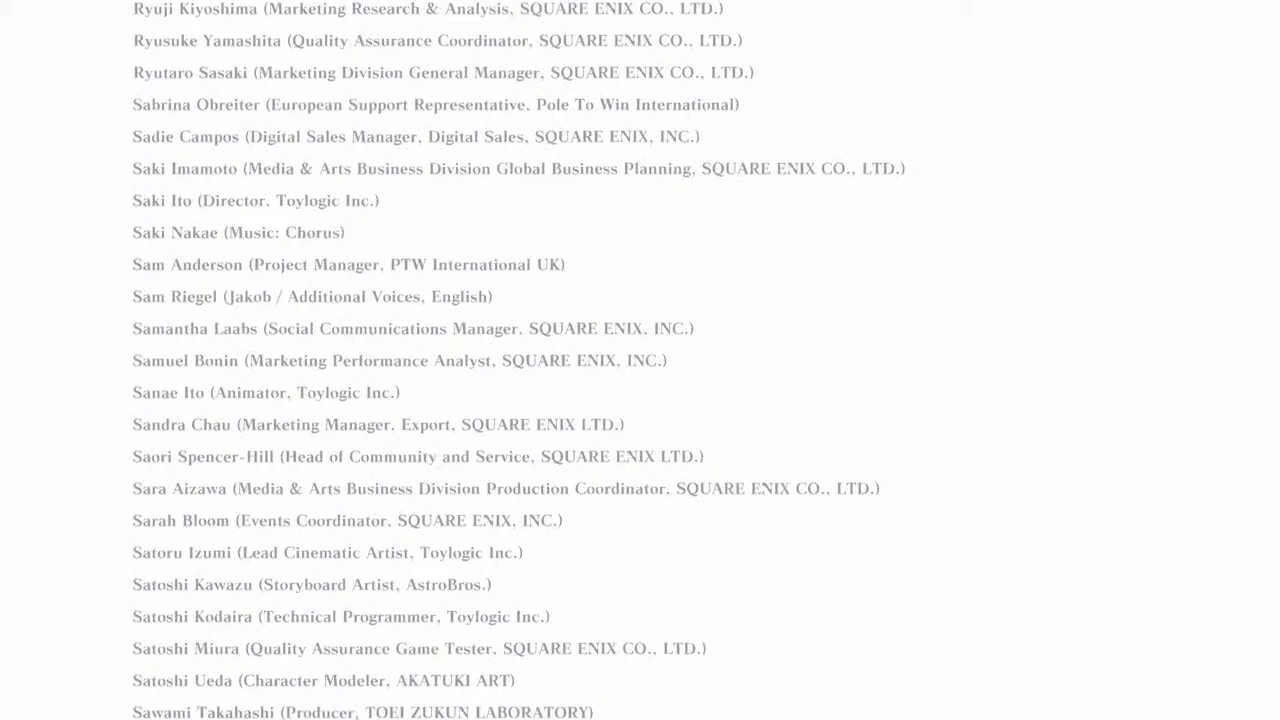 Ryuji Kiyoshima (Marketing Research & Analysis, SQUARE ENIX CO., LTD.)
Ryusuke Yamashita (Quality Assurance Coordinator, SQUARE ENIX CO., LTD.)
Ryutaro Sasaki (Marketing Division General Manager, SQUARE ENIX CO., LTD.)
Sabrina Obreiter (European Support Representative, Pole To Win International)
Sadie Campos (Digital Sales Manager, Digital Sales, SQUARE ENIX, INC.)
Saki Imamoto (Media & Arts Business Division Global Business Planning, SQUARE ENIX CO., LTD.)
Saki Ito (Director, Toylogic Inc.)
Saki Nakae (Music: Chorus)
Sam Anderson (Project Manager, PTW International UK)
Sam Riegel (Jakob / Additional Voices, English)
Samantha Laabs (Social Communications Manager, SQUARE ENIX, INC.)
Samuel Bonin (Marketing Performance Analyst, SQUARE ENIX, INC.)
Sanae Ito (Animator, Toylogic Inc.)
Sandra Chau (Marketing Manager, Export, SQUARE ENIX LTD.)
Saori Spencer-Hill (Head of Community and Service, SQUARE ENIX LTD.)
Sara Aizawa (Media & Arts Business Division Production Coordinator, SQUARE ENIX CO., LTD.)
Sarah Bloom (Events Coordinator, SQUARE ENIX, INC.)
Satoru Izumi (Lead Cinematic Artist, Toylogic Inc.)
Satoshi Kawazu (Storyboard Artist, AstroBros.)
Satoshi Kodaira (Technical Programmer, Toylogic Inc.)
Satoshi Miura (Quality Assurance Game Tester, SQUARE ENIX CO., LTD.)
Satoshi Ueda (Character Modeler, AKATUKI ART)
Sawami Takahashi (Producer, TOEI ZUKUN LABORATORY)